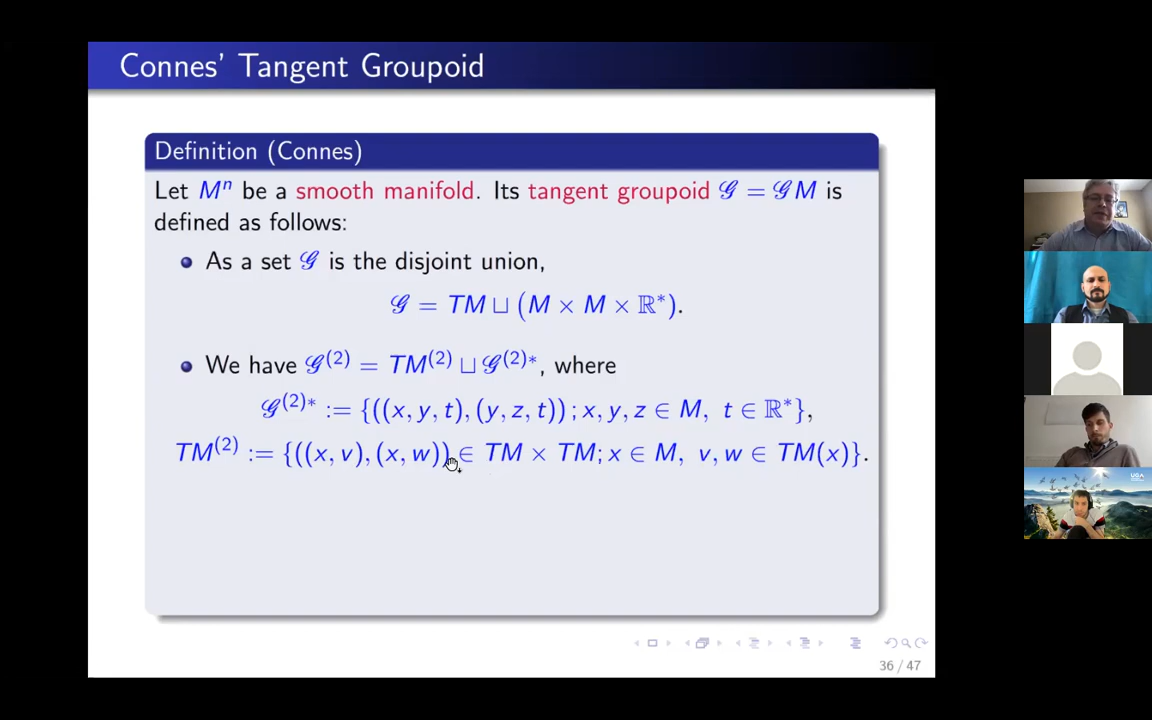 Connes' Tangent Groupoid
Definition (Connes)
Let Mⁿ be a smooth manifold. Its tangent groupoid 𝒢 = 𝒢M is
defined as follows:
As a set 𝒢 is the disjoint union,
𝒢 = TM ⊔ (M × M × ℝ*).
We have 𝒢⁽²⁾ = TM⁽²⁾ ⊔ 𝒢⁽²⁾*, where
𝒢⁽²⁾* := {((x, y, t), (y, z, t)) ; x, y, z ∈ M, t ∈ ℝ*},
TM⁽²⁾ := {((x, v), (x, w)) ∈ TM × TM; x ∈ M, v, w ∈ TM(x)}.
36 / 47
UGA